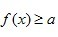 f(x) ≥ a